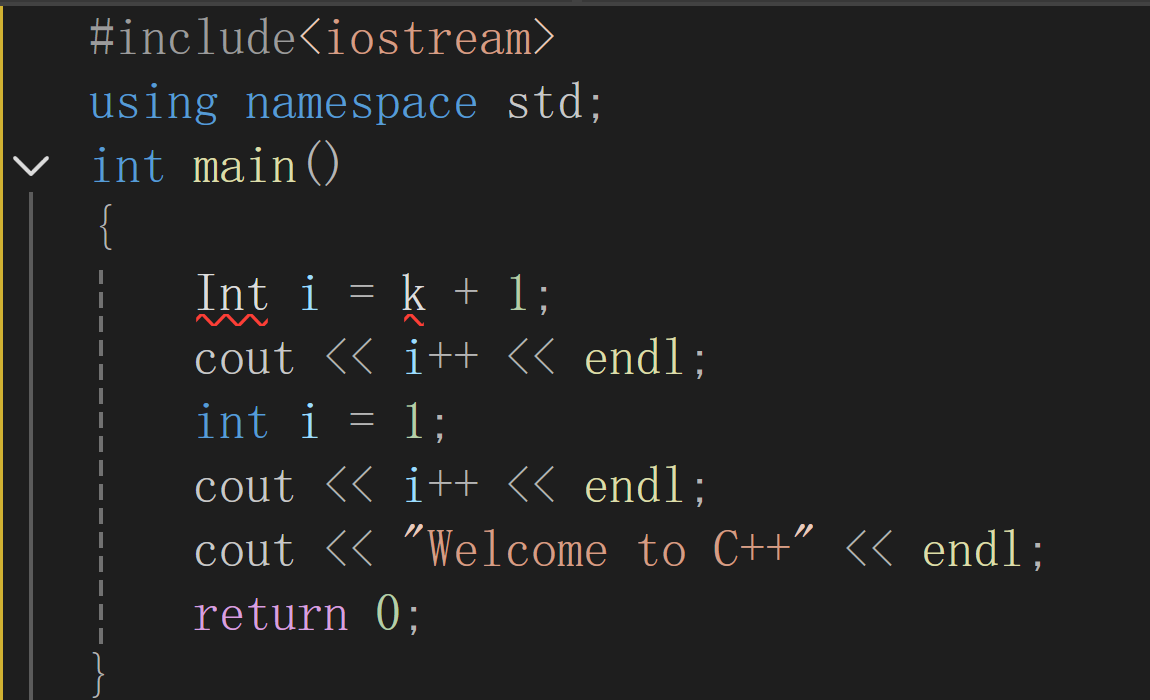 #include<iostream>
using namespace std;
int main()
{
Int i = k + 1;
cout << i++ << endl;
int i = 1;
cout << i++ << endl;
cout << "Welcome to C++" << endl;
return 0;
}